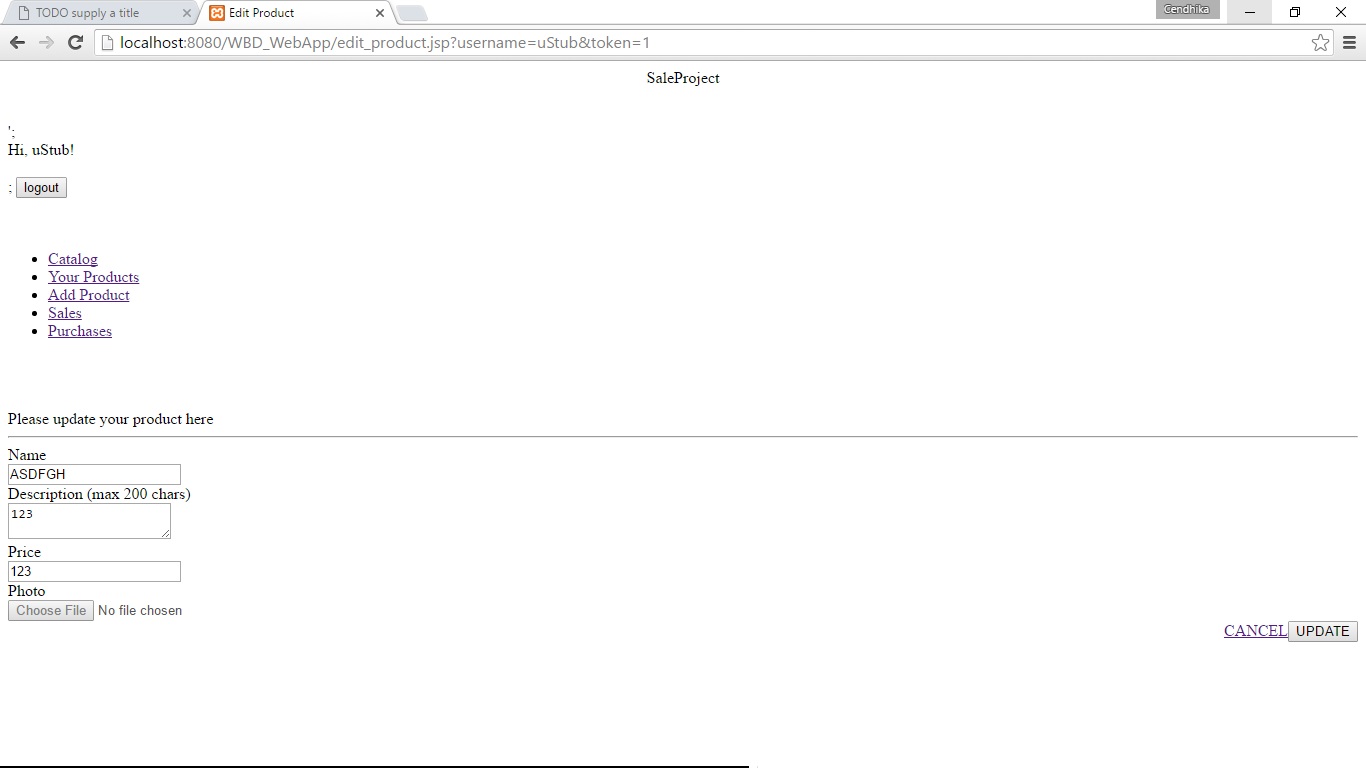 TODO supply a title
Edit Product
Cendhika
localhost:8080/WBD_WebApp/edit_product.jsp?username=uStub&token=1
SaleProject
';
Hi, uStub!
; logout
Catalog
Your Products
Add Product
Sales
Purchases
Please update your product here
Name
ASDFGH
Description (max 200 chars)
123
Price
123
Photo
Choose File No file chosen
CANCEL UPDATE